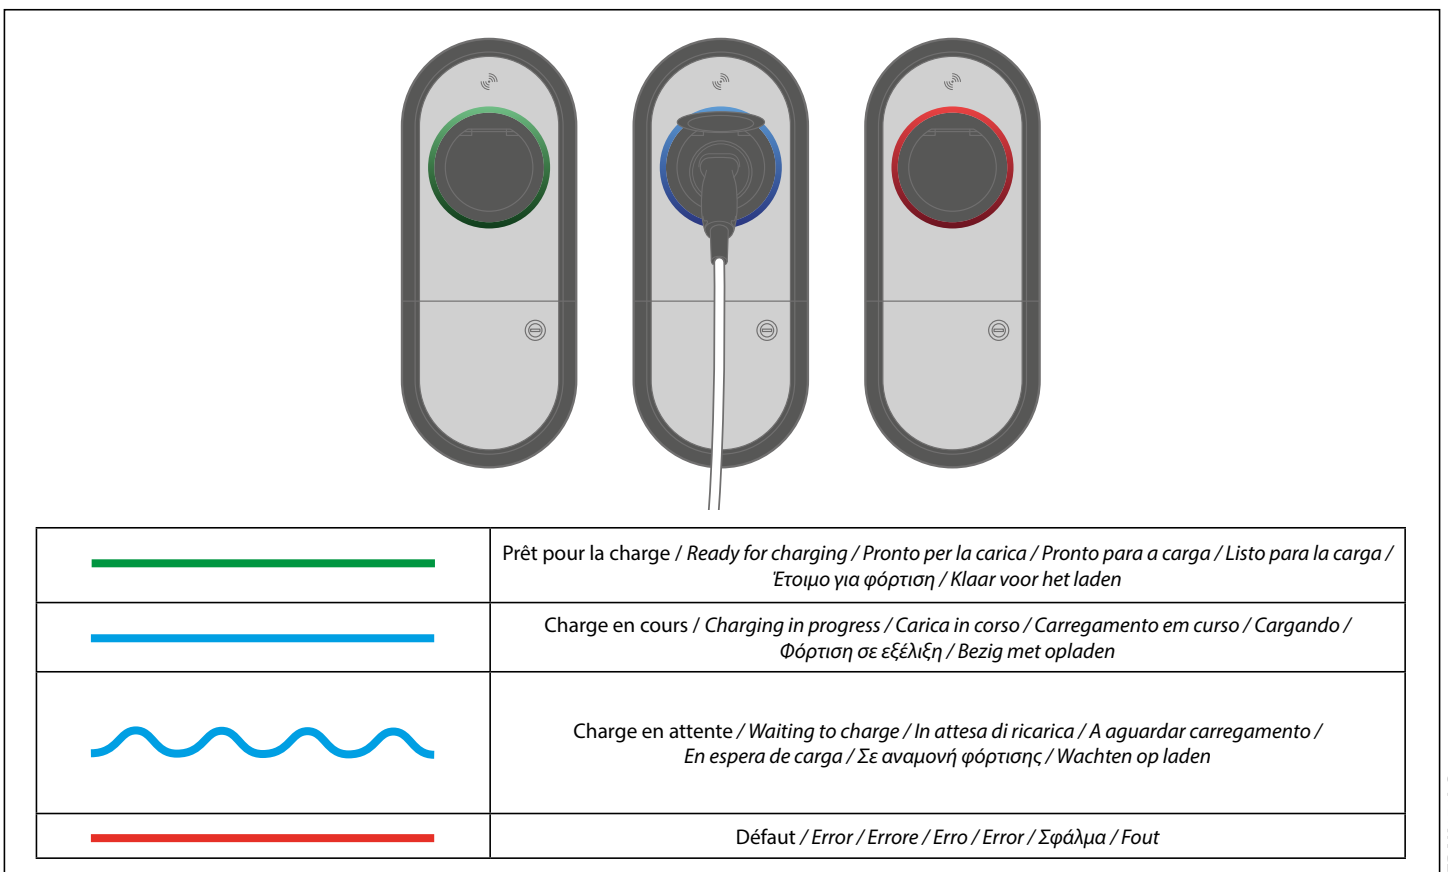 Prêt pour la charge / Ready for charging / Pronto per la carica / Pronto para a carga / Listo para la carga /
Έτοιμο για φόρτιση / Klaar voor het laden
Charge en cours / Charging in progress / Carica in corso / Carregamento em curso / Cargando /
Φόρτιση σε εξέλιξη / Bezig met opladen
Charge en attente / Waiting to charge / In attesa di ricarica / A aguardar carregamento /
En espera de carga / Σε αναμονή φόρτισης / Wachten op laden
Défaut / Error / Errore / Erro / Error / Σφάλμα / Fout